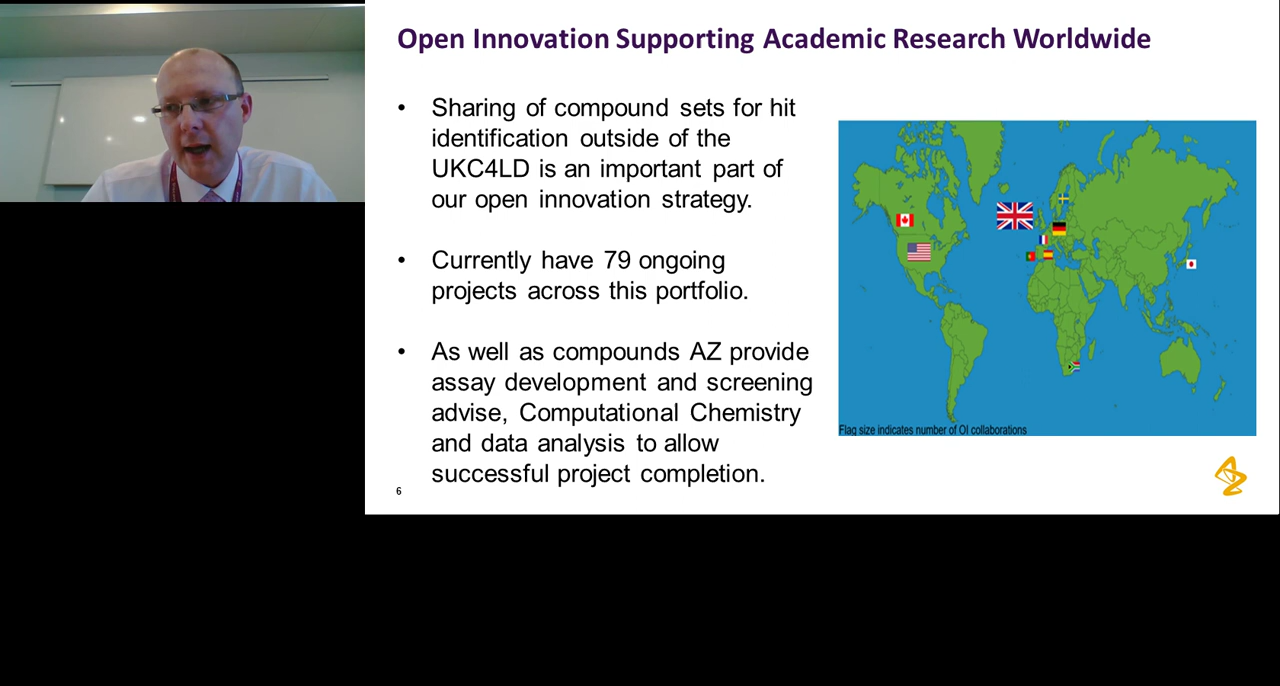 Open Innovation Supporting Academic Research Worldwide
• Sharing of compound sets for hit
identification outside of the
UKC4LD is an important part of
our open innovation strategy.
• Currently have 79 ongoing
projects across this portfolio.
• As well as compounds AZ provide
assay development and screening
advise, Computational Chemistry
and data analysis to allow
successful project completion.
Flag size indicates number of OI collaborations
6